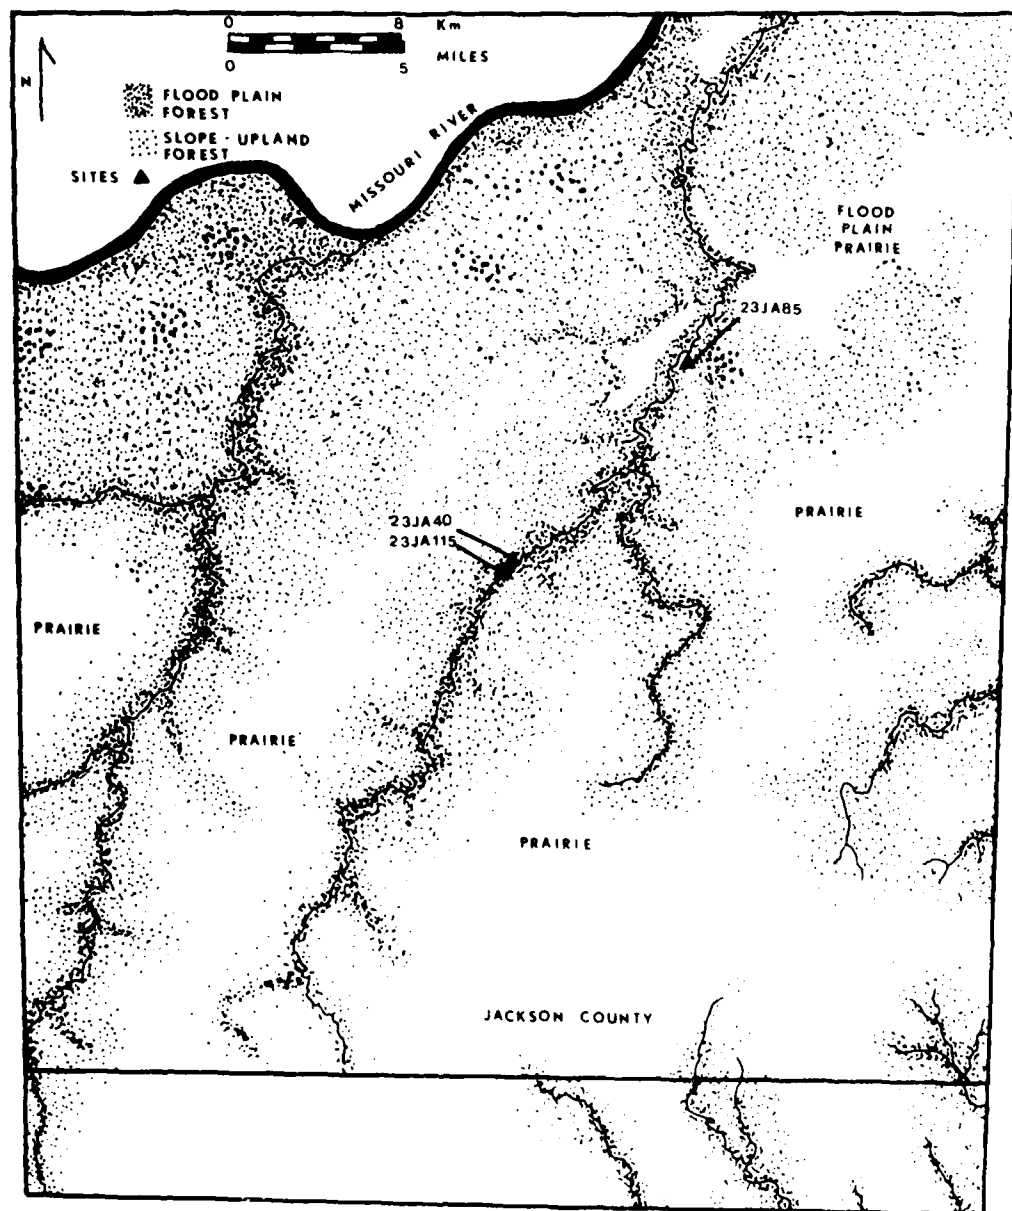 0 8 Km
MILES
0 5
N
FLOOD PLAIN
FOREST
SLOPE - UPLAND
FOREST
SITES
MISSOURI RIVER
FLOOD
PLAIN
PRAIRIE
23JA85
PRAIRIE
23JA40
23JA115
PRAIRIE
PRAIRIE
PRAIRIE
JACKSON COUNTY